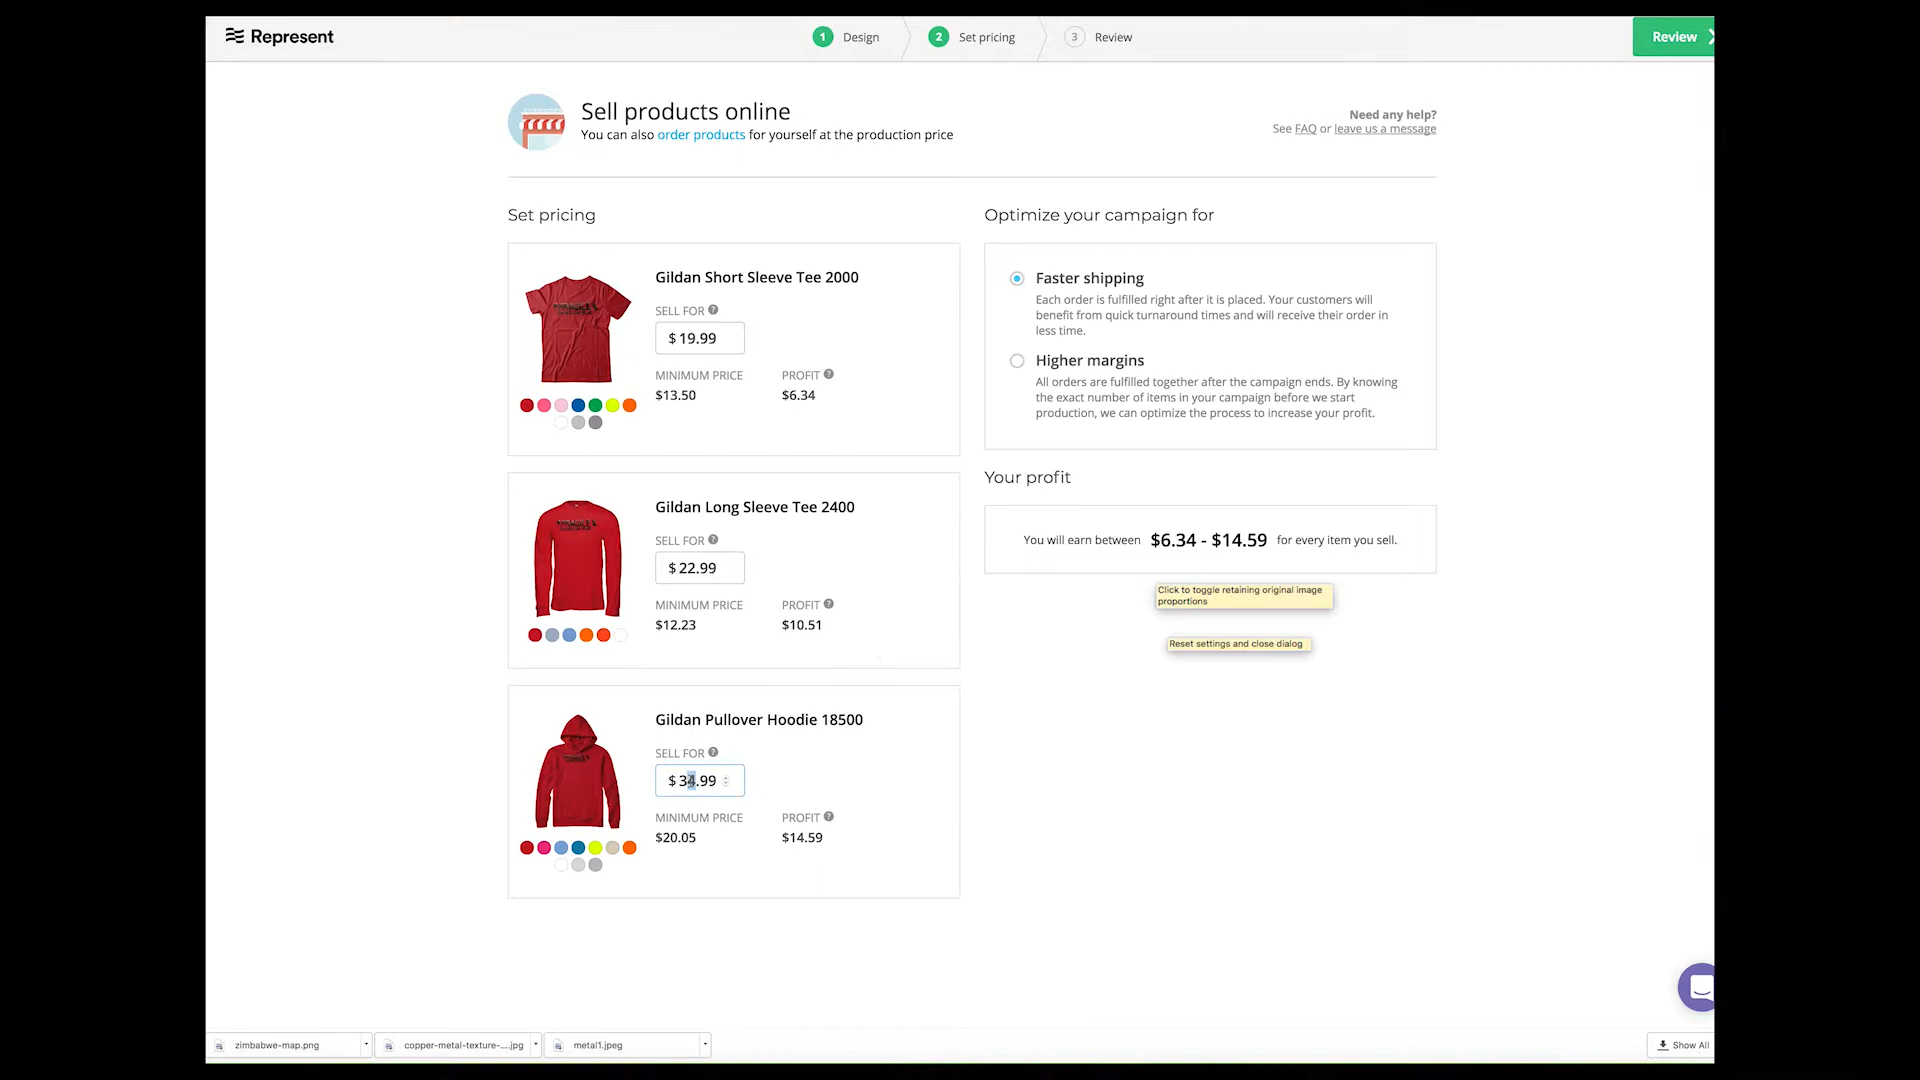 Represent
1 Design
2 Set pricing
3 Review
Review
Sell products online
You can also order products for yourself at the production price
Need any help?
See FAQ or leave us a message
Set pricing
Gildan Short Sleeve Tee 2000
SELL FOR ?
$ 19.99
MINIMUM PRICE
PROFIT ?
$13.50
$6.34
Gildan Long Sleeve Tee 2400
SELL FOR ?
$ 22.99
MINIMUM PRICE
PROFIT ?
$12.23
$10.51
Gildan Pullover Hoodie 18500
SELL FOR ?
$ 34.99
MINIMUM PRICE
PROFIT ?
$20.05
$14.59
Optimize your campaign for
Faster shipping
Each order is fulfilled right after it is placed. Your customers will
benefit from quick turnaround times and will receive their order in
less time.
Higher margins
All orders are fulfilled together after the campaign ends. By knowing
the exact number of items in your campaign before we start
production, we can optimize the process to increase your profit.
Your profit
You will earn between $6.34 - $14.59 for every item you sell.
Click to toggle retaining original image
proportions
Reset settings and close dialog
zimbabwe-map.png
copper-metal-texture-....jpg
metal1.jpeg
Show All